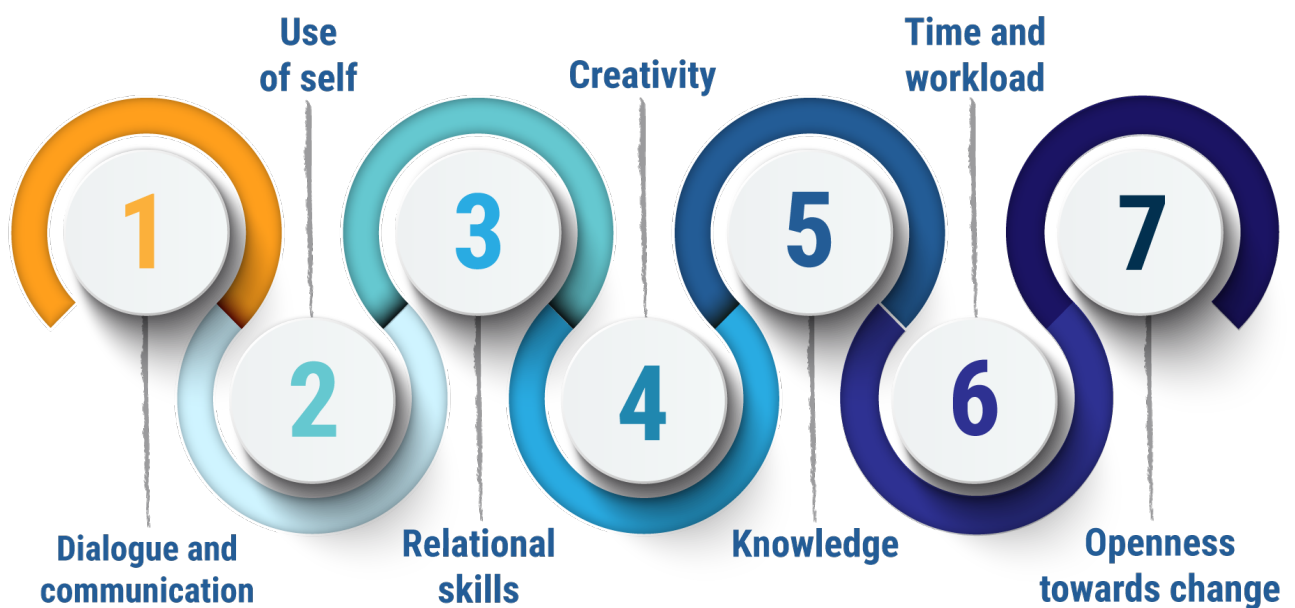 1
Dialogue and
communication
2
Use
of self
3
Relational
skills
4
Creativity
5
Knowledge
6
Time and
workload
7
Openness
towards change